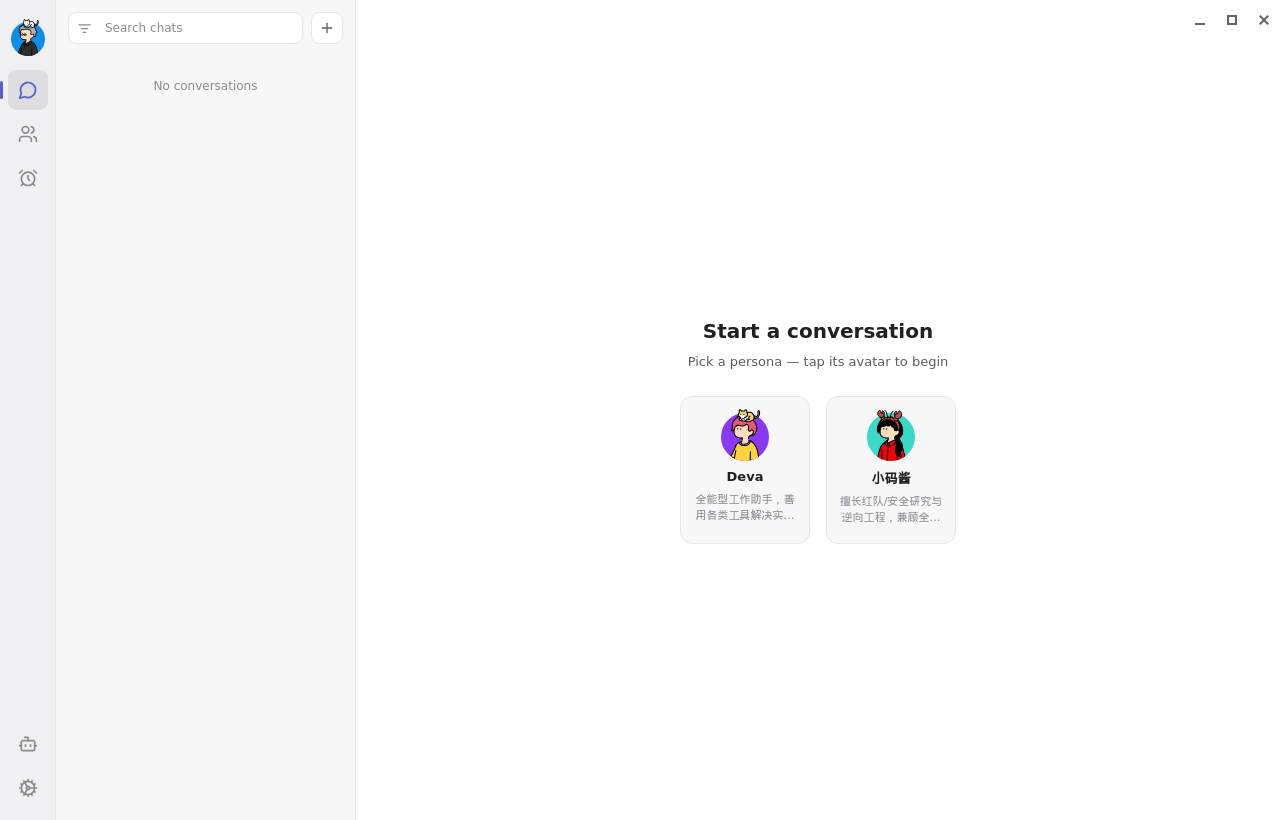 Search chats
No conversations
Start a conversation
Pick a persona — tap its avatar to begin
Deva
全能型工作助手，善
用各类工具解决实…
小码酱
擅长红队/安全研究与
逆向工程，兼顾全…